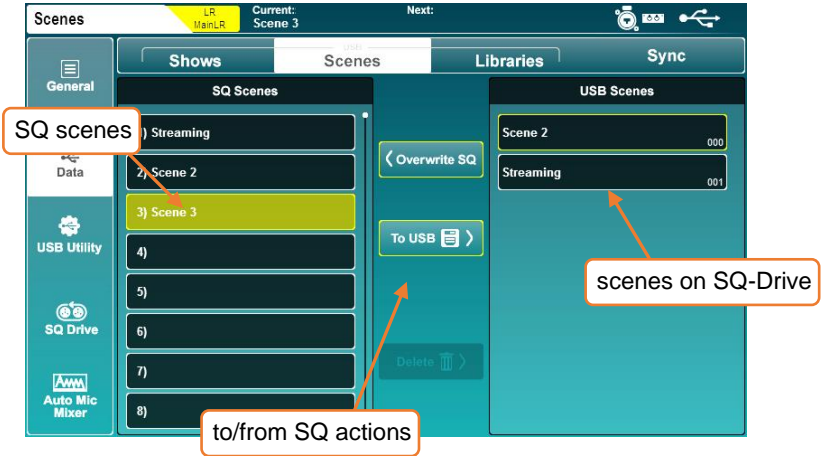 Scenes
LR
MainLR
Current:
Scene 3
Next:
General
Data
USB Utility
SQ Drive
Auto Mic
Mixer
Shows
USB
Scenes
Libraries
Sync
SQ Scenes
) Streaming
2) Scene 2
3) Scene 3
4)
5)
6)
7)
8)
Overwrite SQ
To USB
Delete
USB Scenes
Scene 2
000
Streaming
001
SQ scenes
scenes on SQ-Drive
to/from SQ actions